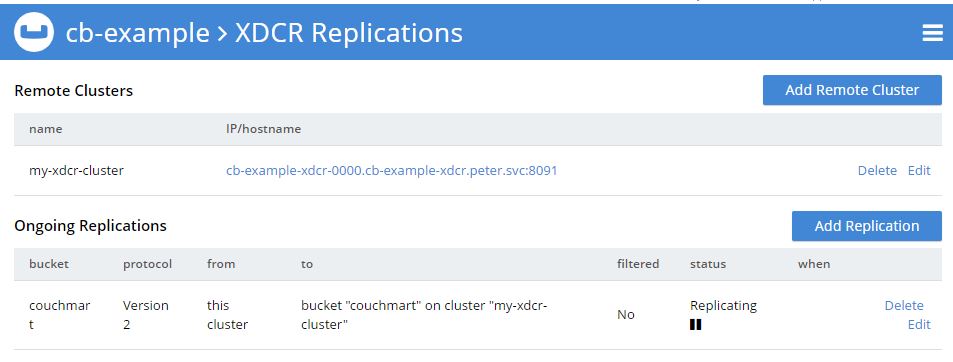 cb-example > XDCR Replications
Remote Clusters
Add Remote Cluster
name IP/hostname
my-xdcr-cluster cb-example-xdcr-0000.cb-example-xdcr.peter.svc:8091 Delete Edit
Ongoing Replications
Add Replication
bucket protocol from to filtered status when
couchmar Version this bucket "couchmart" on cluster "my-xdcr- No Replicating Delete
t 2 cluster cluster" Edit